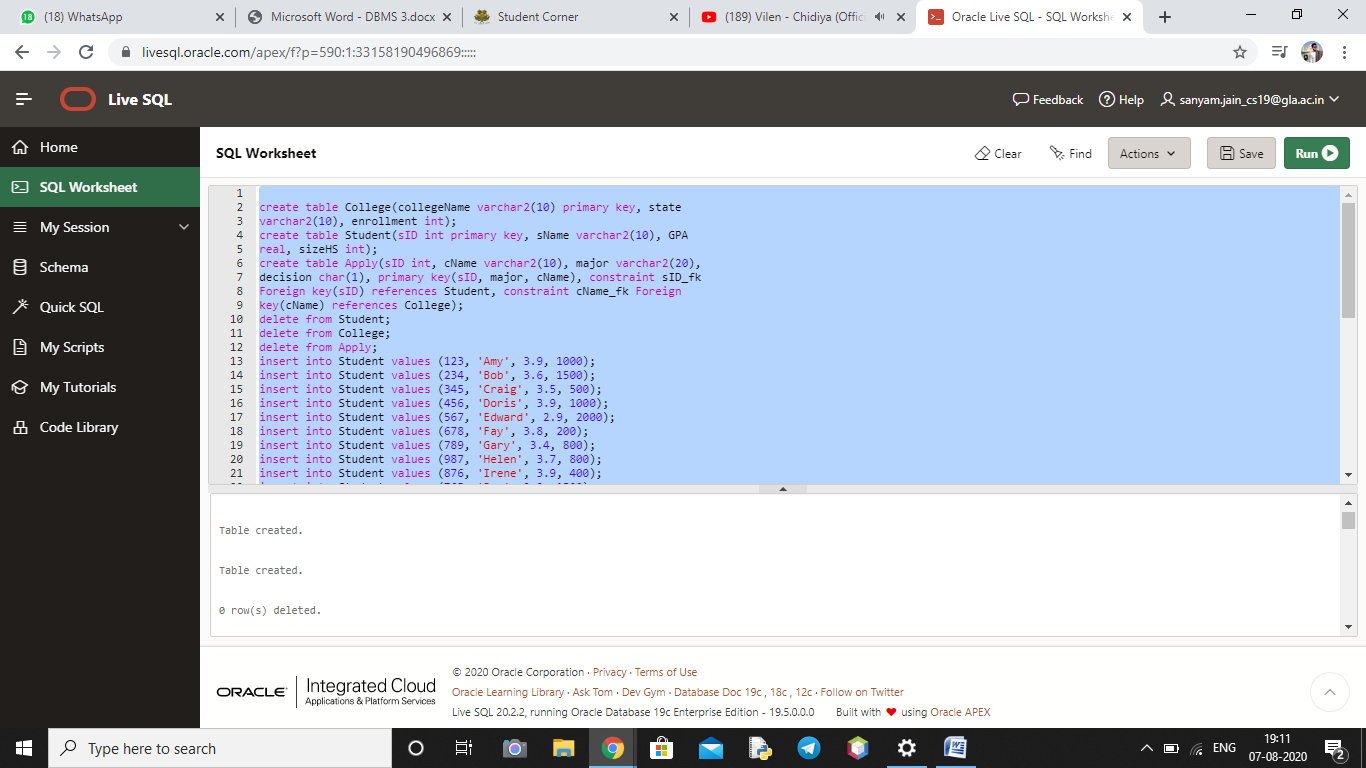 (18) WhatsApp
Microsoft Word - DBMS 3.docx
Student Corner
(189) Vilen - Chidiya (Offic
Oracle Live SQL - SQL Workshe
livesql.oracle.com/apex/f?p=590:1:33158190496869:::::
Live SQL
Feedback
Help
sanyam.jain_cs19@gla.ac.in
Home
SQL Worksheet
My Session
Schema
Quick SQL
My Scripts
My Tutorials
Code Library
SQL Worksheet
Clear
Find
Actions
Save
Run
1
2 create table College(collegeName varchar2(10) primary key, state
3 varchar2(10), enrollment int);
4 create table Student(sID int primary key, sName varchar2(10), GPA
5 real, sizeHS int);
6 create table Apply(sID int, cName varchar2(10), major varchar2(20),
7 decision char(1), primary key(sID, major, cName), constraint sID_fk
8 Foreign key(sID) references Student, constraint cName_fk Foreign
9 key(cName) references College);
10 delete from Student;
11 delete from College;
12 delete from Apply;
13 insert into Student values (123, 'Amy', 3.9, 1000);
14 insert into Student values (234, 'Bob', 3.6, 1500);
15 insert into Student values (345, 'Craig', 3.5, 500);
16 insert into Student values (456, 'Doris', 3.9, 1000);
17 insert into Student values (567, 'Edward', 2.9, 2000);
18 insert into Student values (678, 'Fay', 3.8, 200);
19 insert into Student values (789, 'Gary', 3.4, 800);
20 insert into Student values (987, 'Helen', 3.7, 800);
21 insert into Student values (876, 'Irene', 3.9, 400);
Table created.
Table created.
0 row(s) deleted.
ORACLE
Integrated Cloud
Applications & Platform Services
© 2020 Oracle Corporation · Privacy · Terms of Use
Oracle Learning Library · Ask Tom · Dev Gym · Database Doc 19c, 18c, 12c · Follow on Twitter
Live SQL 20.2.2, running Oracle Database 19c Enterprise Edition - 19.5.0.0.0 Built with ❤ using Oracle APEX
Type here to search
ENG
19:11
07-08-2020
2